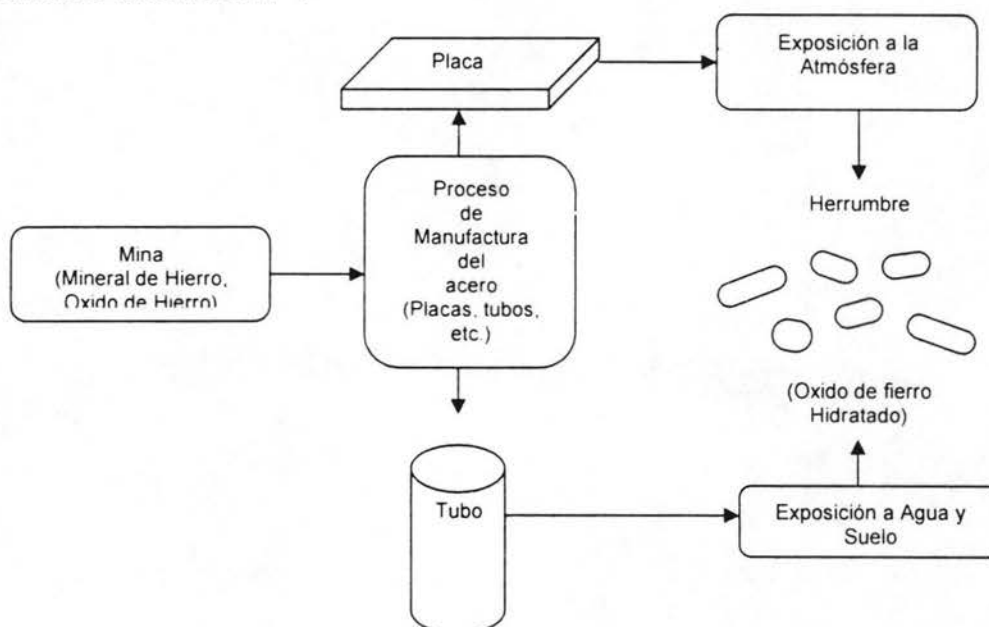 Placa
Exposición a la
Atmósfera
Proceso
de
Manufactura
del
acero
(Placas, tubos,
etc.)
Mina
(Mineral de Hierro,
Oxido de Hierro)
Herrumbre
(Oxido de fierro
Hidratado)
Tubo
Exposición a Agua y
Suelo